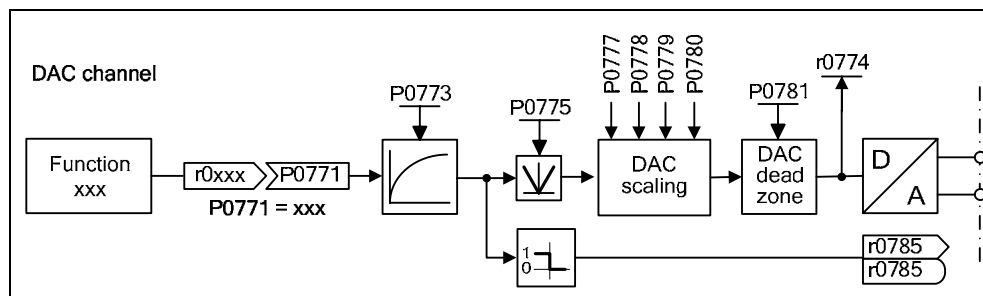 DAC channel
P0777
P0778
P0779
P0780
r0774
P0773
P0775
P0781
Function
xxx
r0xxx
P0771
P0771 = xxx
DAC
scaling
DAC
dead
zone
D
A
1
0
r0785
r0785